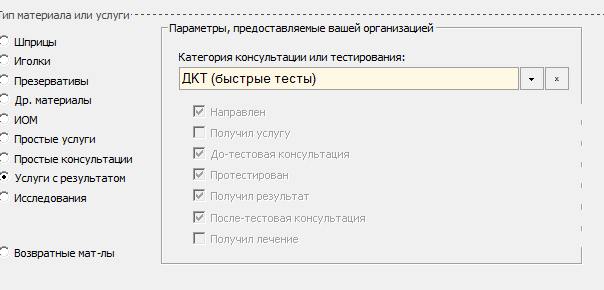 Тип материала или услуги
Шприцы
Иголки
Презервативы
Др. материалы
ИОМ
Простые услуги
Простые консультации
Услуги с результатом
Исследования
Возвратные мат-лы
Параметры, предоставляемые вашей организацией
Категория консультации или тестирования:
ДКТ (быстрые тесты)
x
Направлен
Получил услугу
До-тестовая консультация
Протестирован
Получил результат
После-тестовая консультация
Получил лечение